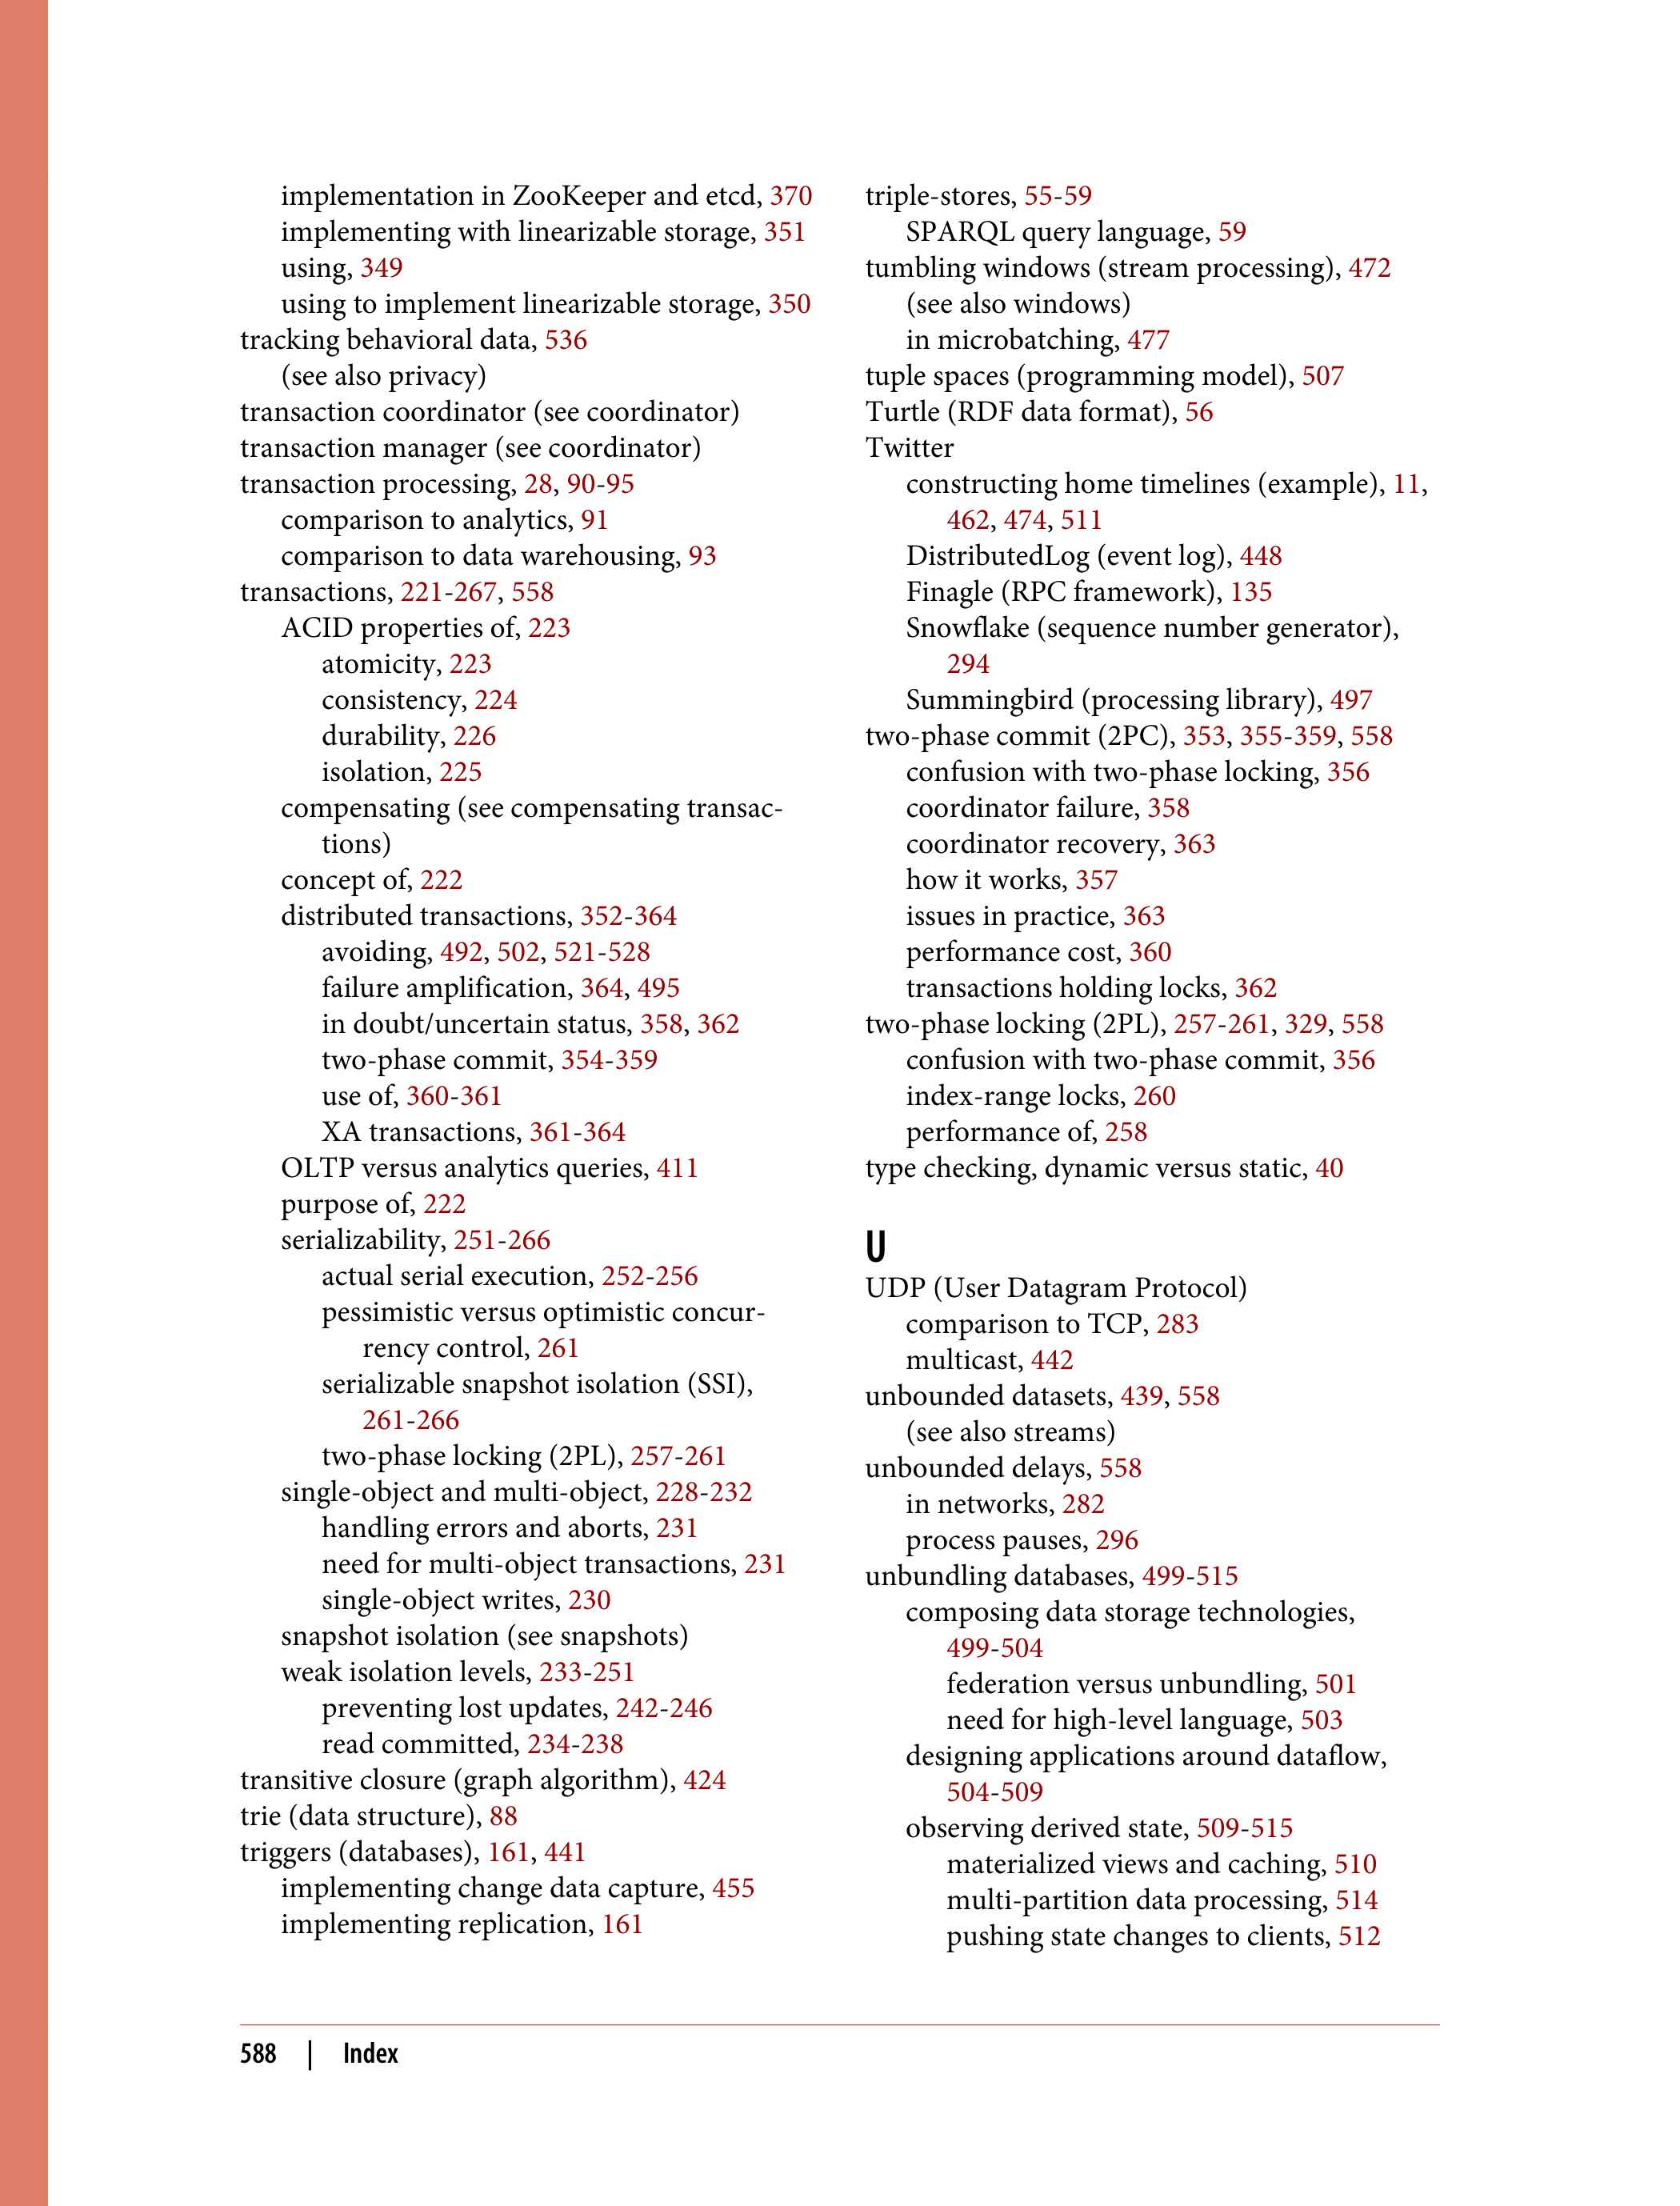 implementation in ZooKeeper and etcd, 370
implementing with linearizable storage, 351
using, 349
using to implement linearizable storage, 350
tracking behavioral data, 536
(see also privacy)
transaction coordinator (see coordinator)
transaction manager (see coordinator)
transaction processing, 28, 90-95
comparison to analytics, 91
comparison to data warehousing, 93
transactions, 221-267, 558
ACID properties of, 223
atomicity, 223
consistency, 224
durability, 226
isolation, 225
compensating (see compensating transac-
tions)
concept of, 222
distributed transactions, 352-364
avoiding, 492, 502, 521-528
failure amplification, 364, 495
in doubt/uncertain status, 358, 362
two-phase commit, 354-359
use of, 360-361
XA transactions, 361-364
OLTP versus analytics queries, 411
purpose of, 222
serializability, 251-266
actual serial execution, 252-256
pessimistic versus optimistic concur-
rency control, 261
serializable snapshot isolation (SSI),
261-266
two-phase locking (2PL), 257-261
single-object and multi-object, 228-232
handling errors and aborts, 231
need for multi-object transactions, 231
single-object writes, 230
snapshot isolation (see snapshots)
weak isolation levels, 233-251
preventing lost updates, 242-246
read committed, 234-238
transitive closure (graph algorithm), 424
trie (data structure), 88
triggers (databases), 161, 441
implementing change data capture, 455
implementing replication, 161
triple-stores, 55-59
SPARQL query language, 59
tumbling windows (stream processing), 472
(see also windows)
in microbatching, 477
tuple spaces (programming model), 507
Turtle (RDF data format), 56
Twitter
constructing home timelines (example), 11,
462, 474, 511
DistributedLog (event log), 448
Finagle (RPC framework), 135
Snowflake (sequence number generator),
294
Summingbird (processing library), 497
two-phase commit (2PC), 353, 355-359, 558
confusion with two-phase locking, 356
coordinator failure, 358
coordinator recovery, 363
how it works, 357
issues in practice, 363
performance cost, 360
transactions holding locks, 362
two-phase locking (2PL), 257-261, 329, 558
confusion with two-phase commit, 356
index-range locks, 260
performance of, 258
type checking, dynamic versus static, 40
U
UDP (User Datagram Protocol)
comparison to TCP, 283
multicast, 442
unbounded datasets, 439, 558
(see also streams)
unbounded delays, 558
in networks, 282
process pauses, 296
unbundling databases, 499-515
composing data storage technologies,
499-504
federation versus unbundling, 501
need for high-level language, 503
designing applications around dataflow,
504-509
observing derived state, 509-515
materialized views and caching, 510
multi-partition data processing, 514
pushing state changes to clients, 512
588 | Index